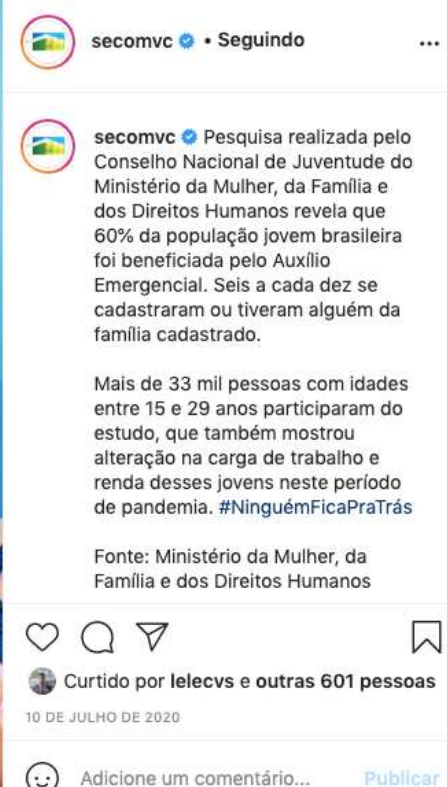 secomvc • Seguindo
...
secomvc Pesquisa realizada pelo
Conselho Nacional de Juventude do
Ministério da Mulher, da Família e
dos Direitos Humanos revela que
60% da população jovem brasileira
foi beneficiada pelo Auxílio
Emergencial. Seis a cada dez se
cadastraram ou tiveram alguém da
família cadastrado.
Mais de 33 mil pessoas com idades
entre 15 e 29 anos participaram do
estudo, que também mostrou
alteração na carga de trabalho e
renda desses jovens neste período
de pandemia. #NinguémFicaPraTrás
Fonte: Ministério da Mulher, da
Família e dos Direitos Humanos
Curtido por lelecvs e outras 601 pessoas
10 DE JULHO DE 2020
Adicione um comentário... Publicar